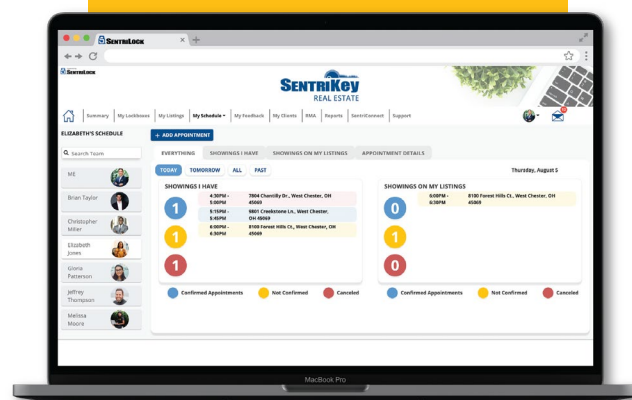 SENTRILOCK
SENTRILOCK
SENTRIKEY
REAL ESTATE
Summary My Lockboxes My Listings My Schedule My Feedback My Clients RMA Reports SentriConnect Support
ELIZABETH'S SCHEDULE
+ ADD APPOINTMENT
Search Team
EVERYTHING SHOWINGS I HAVE SHOWINGS ON MY LISTINGS APPOINTMENT DETAILS
TODAY TOMORROW ALL PAST
Thursday, August 5
ME
Brian Taylor
Christopher
Miller
Elizabeth
Jones
Gloria
Patterson
Jeffrey
Thompson
Melissa
Moore
SHOWINGS I HAVE
1
4:30PM - 7804 Chantilly Dr., West Chester, OH
5:00PM 45069
5:15PM - 9801 Creekstone Ln., West Chester,
5:45PM OH 45069
1
6:00PM - 8100 Forest Hills Ct., West Chester, OH
6:30PM 45069
1
Confirmed Appointments Not Confirmed Canceled
SHOWINGS ON MY LISTINGS
0
6:00PM - 8100 Forest Hills Ct., West Chester, OH
6:30PM 45069
1
0
Confirmed Appointments Not Confirmed Canceled
MacBook Pro